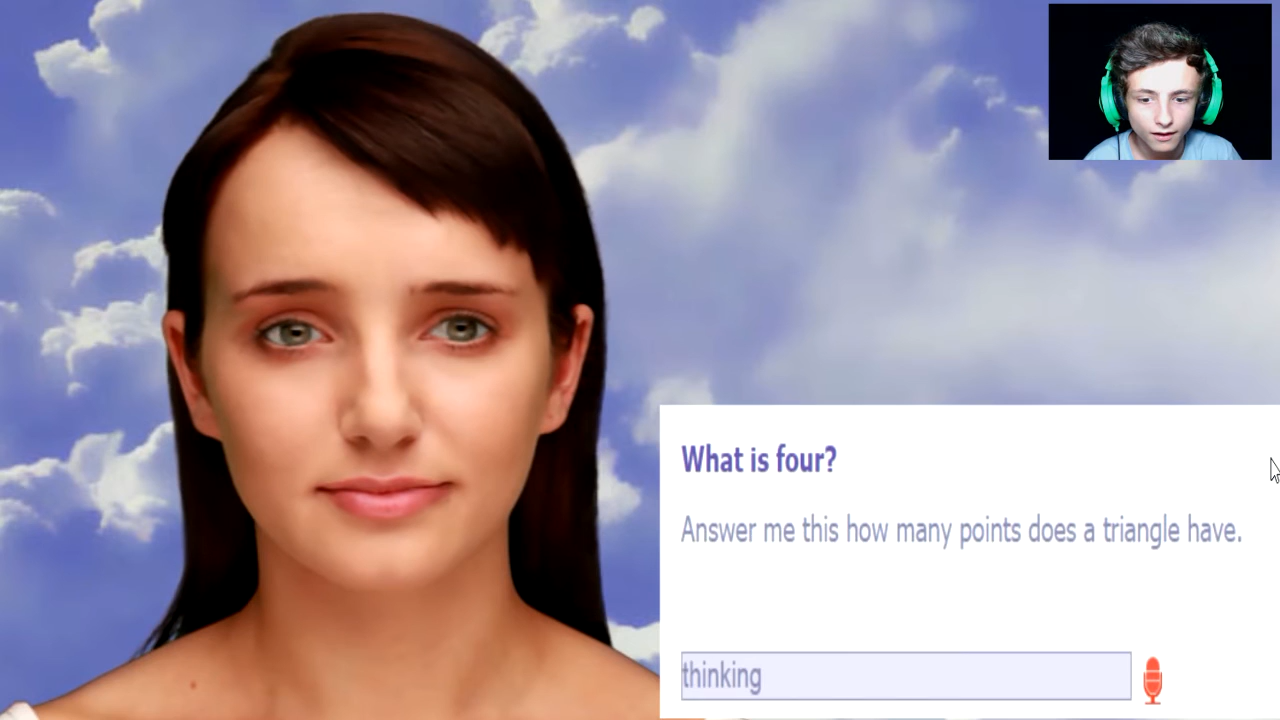 What is four?
Answer me this how many points does a triangle have.
thinking